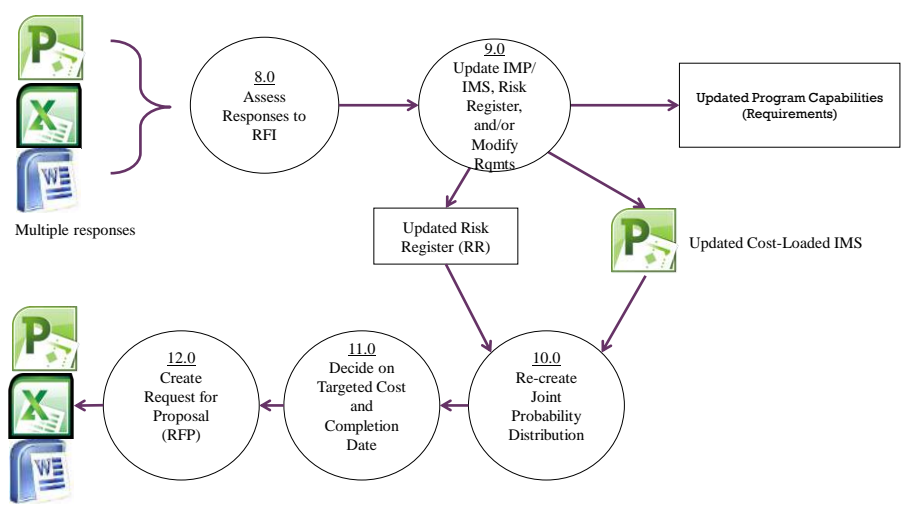 8.0
Assess
Responses to
RFI
9.0
Update IMP/
IMS, Risk
Register,
and/or
Modify
Rqmts
Updated Program Capabilities
(Requirements)
Multiple responses
Updated Risk
Register (RR)
Updated Cost-Loaded IMS
12.0
Create
Request for
Proposal
(RFP)
11.0
Decide on
Targeted Cost
and
Completion
Date
10.0
Re-create
Joint
Probability
Distribution